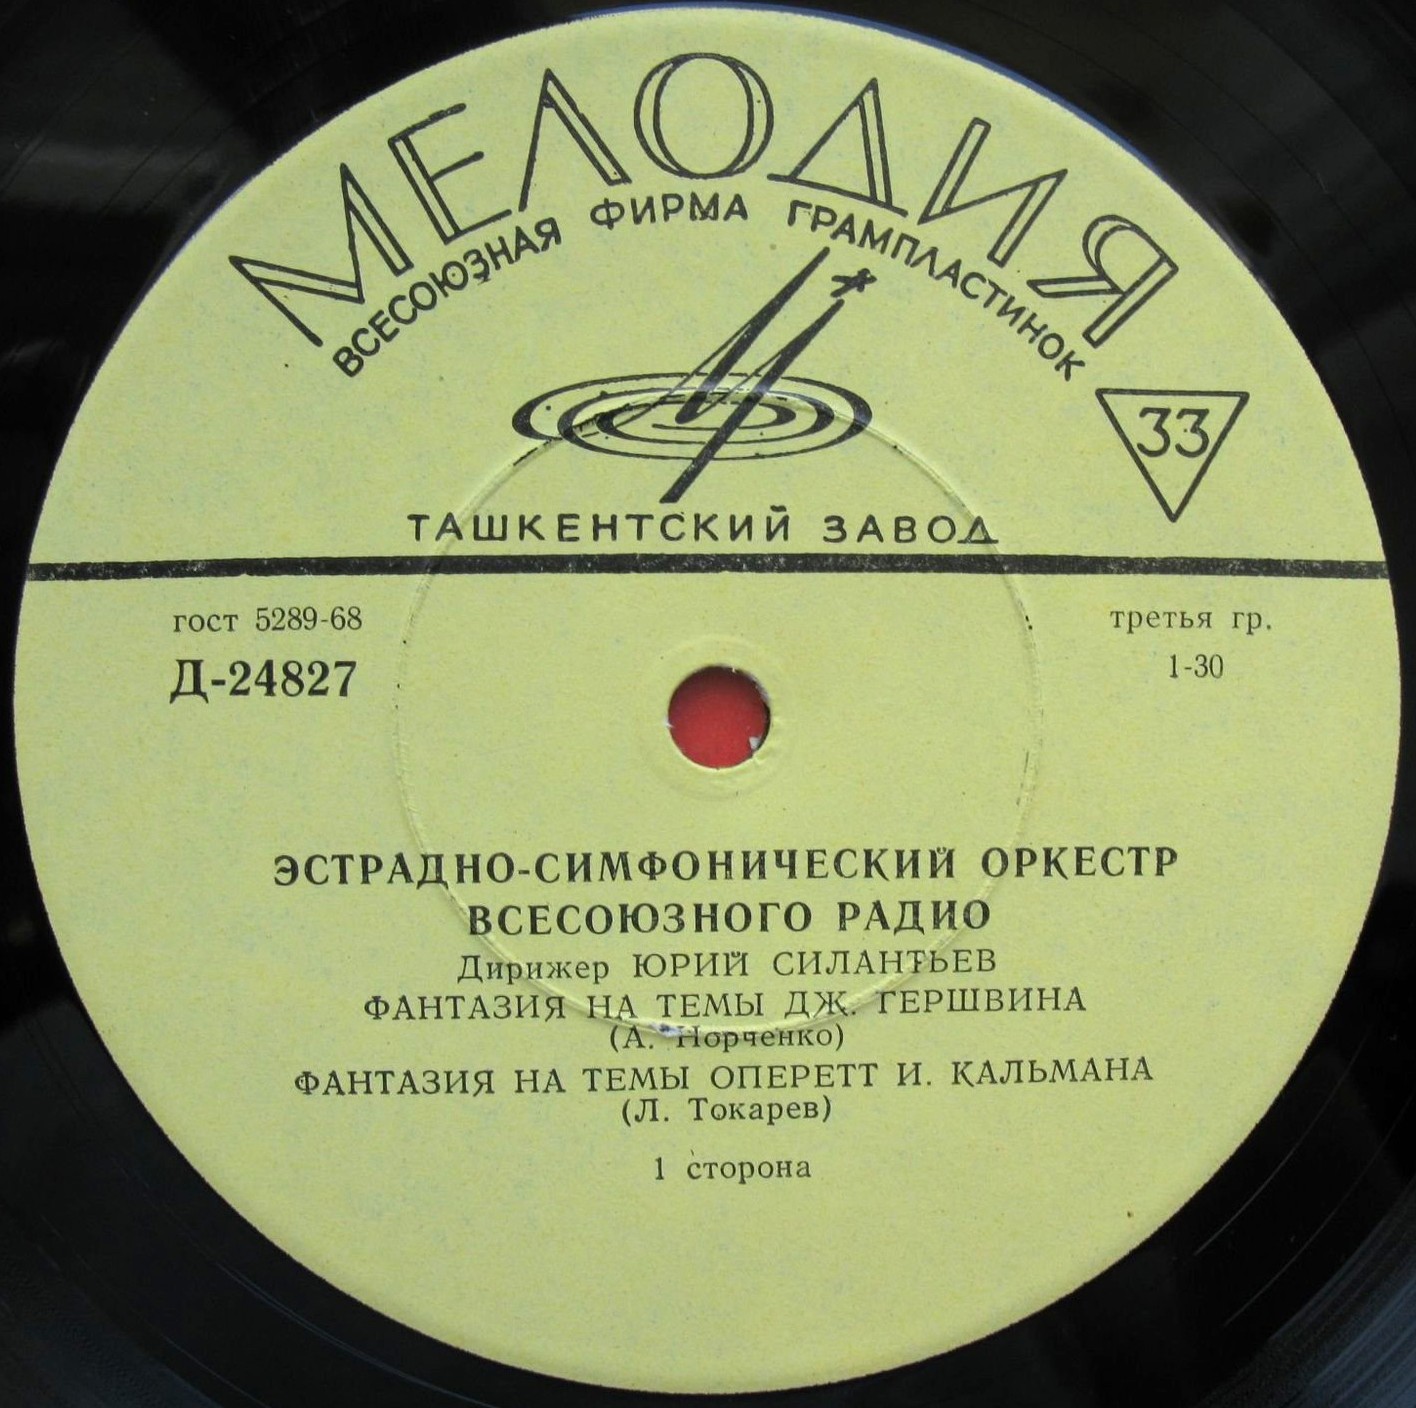 МЕЛОДИЯ
ВСЕСОЮЗНАЯ ФИРМА ГРАМПЛАСТИНОК
33
ТАШКЕНТСКИЙ ЗАВОД
гост 5289-68
третья гр.
Д-24827
1-30
ЭСТРАДНО-СИМФОНИЧЕСКИЙ ОРКЕСТР
ВСЕСОЮЗНОГО РАДИО
Дирижер ЮРИЙ СИЛАНТЬЕВ
ФАНТАЗИЯ НА ТЕМЫ ДЖ. ГЕРШВИНА
(А. Норченко)
ФАНТАЗИЯ НА ТЕМЫ ОПЕРЕТТ И. КАЛЬМАНА
(Л. Токарев)
1 сторона